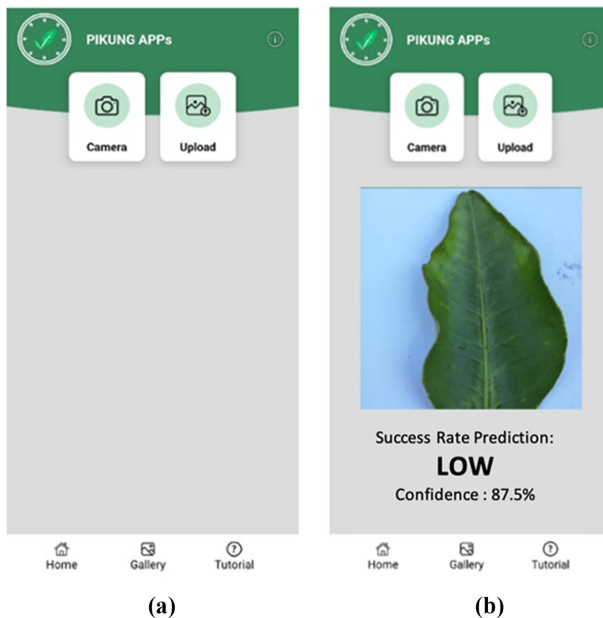 PIKUNG APPs
Camera Upload
Home Gallery Tutorial
(a)
PIKUNG APPs
Camera Upload
Success Rate Prediction:
LOW
Confidence : 87.5%
Home Gallery Tutorial
(b)